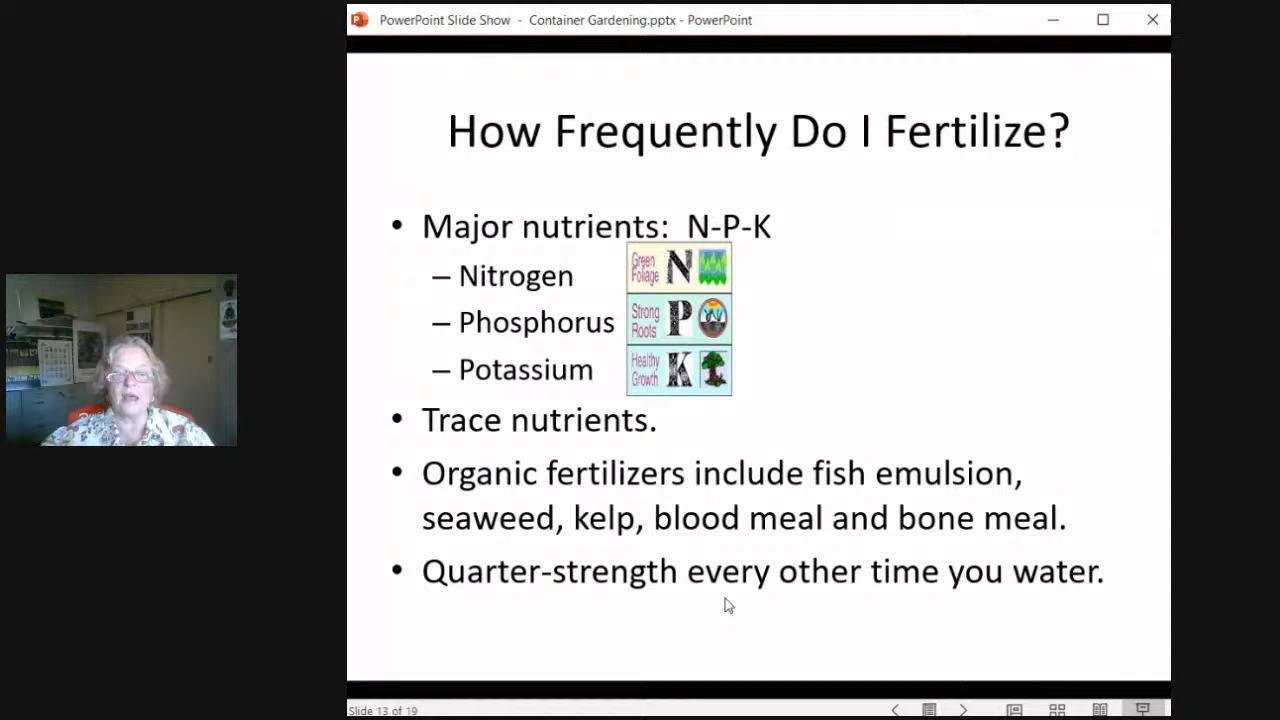 PowerPoint Slide Show - Container Gardening.pptx - PowerPoint
How Frequently Do I Fertilize?
• Major nutrients: N-P-K
– Nitrogen
Green Foliage N
– Phosphorus
Strong Roots P
– Potassium
Healthy Growth K
• Trace nutrients.
• Organic fertilizers include fish emulsion,
seaweed, kelp, blood meal and bone meal.
• Quarter-strength every other time you water.
Slide 13 of 19